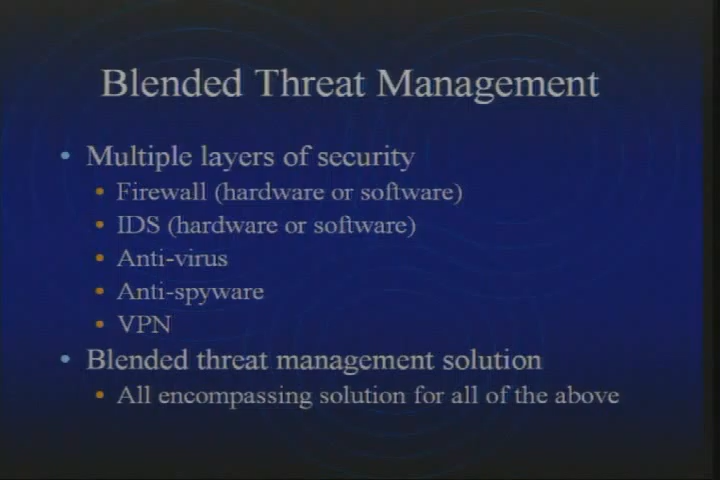 Blended Threat Management
• Multiple layers of security
• Firewall (hardware or software)
• IDS (hardware or software)
• Anti-virus
• Anti-spyware
• VPN
• Blended threat management solution
• All encompassing solution for all of the above